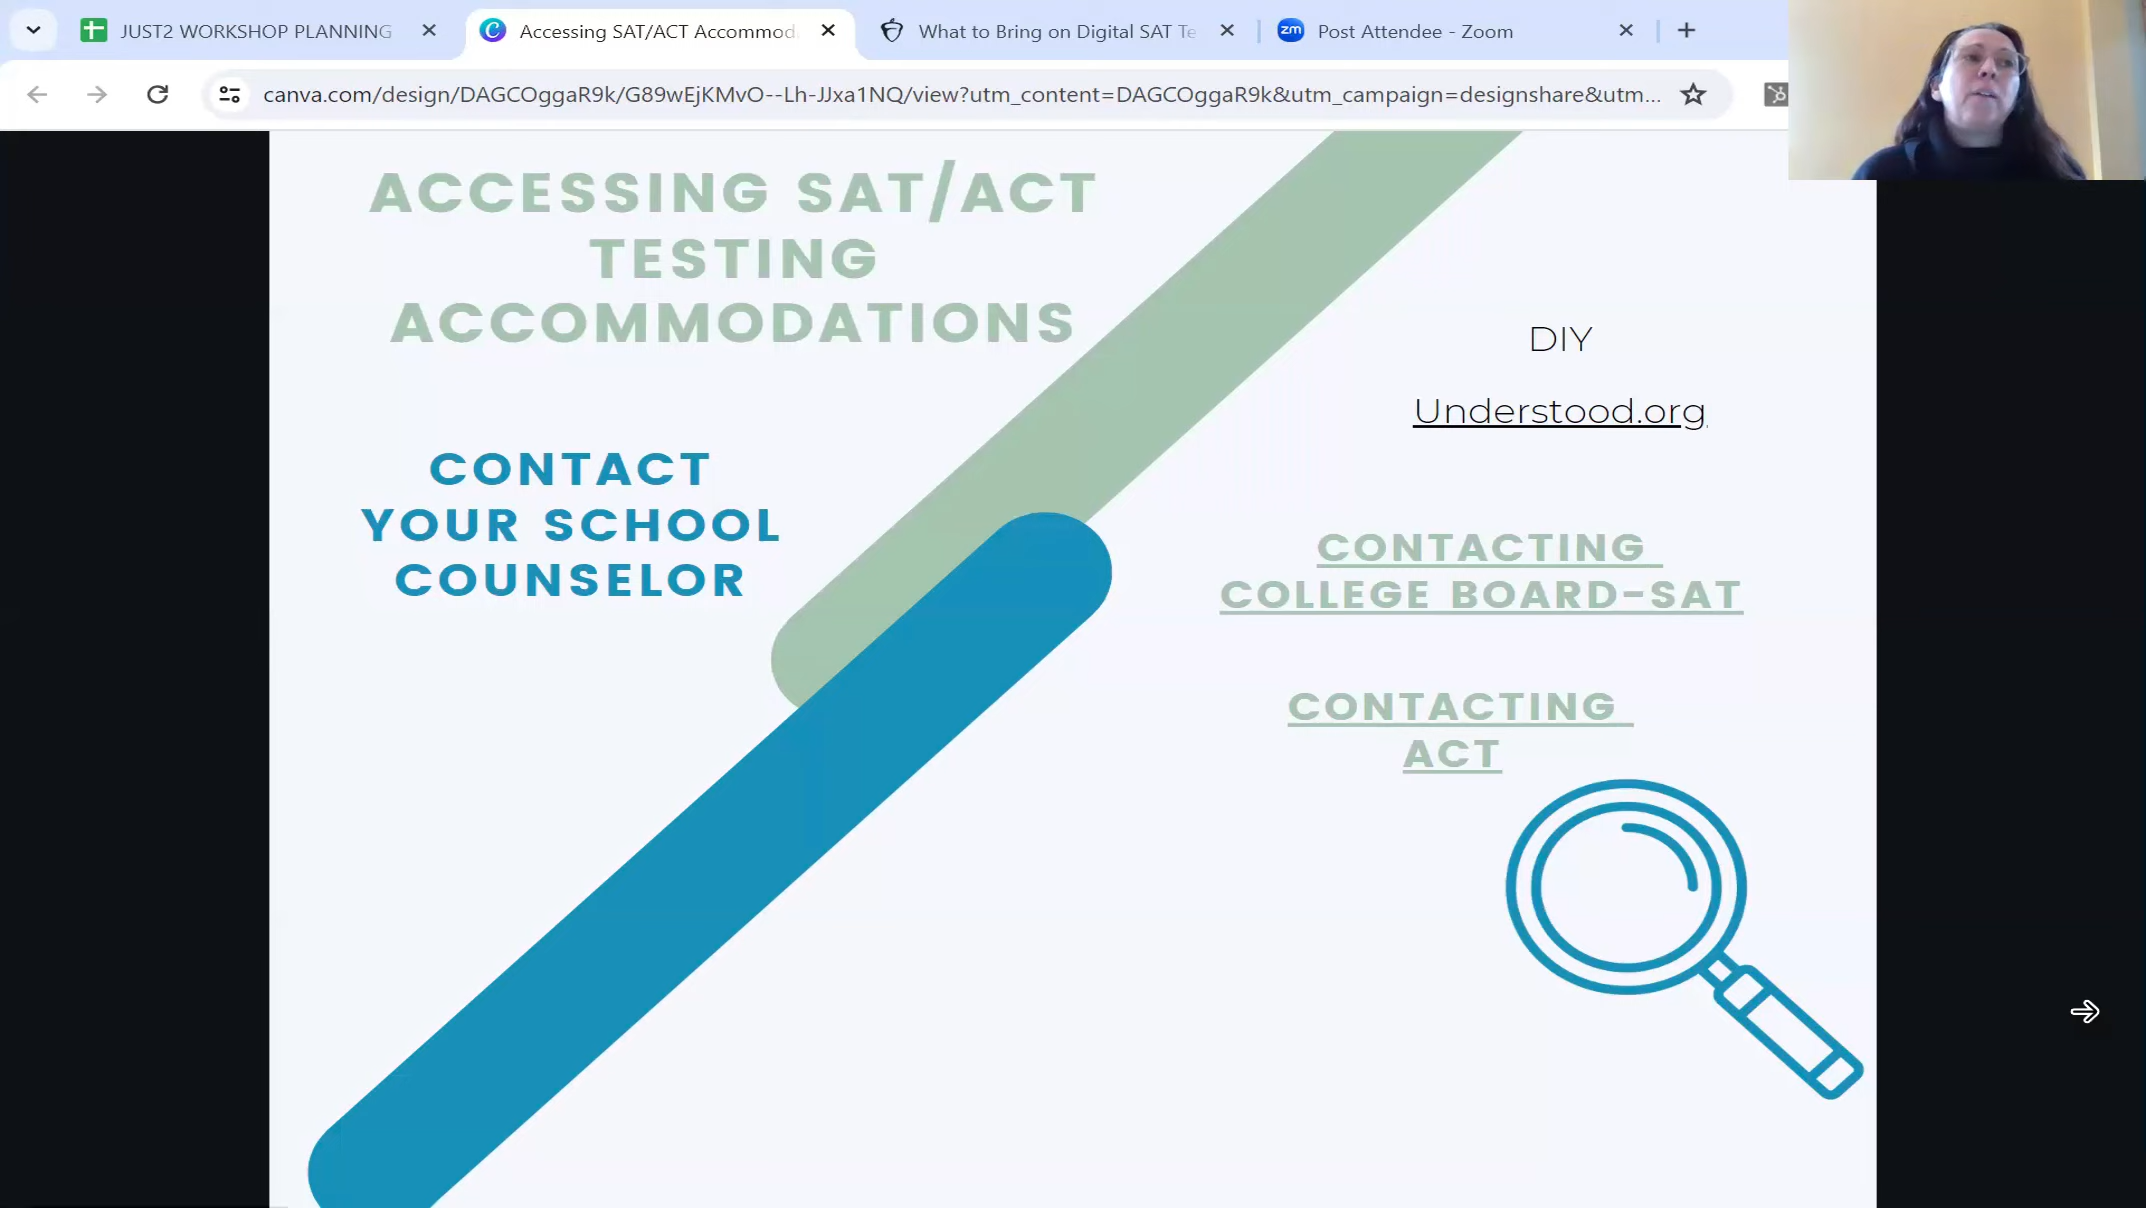 JUST2 WORKSHOP PLANNING
Accessing SAT/ACT Accommod
What to Bring on Digital SAT Te
zm
Post Attendee - Zoom
canva.com/design/DAGCOggaR9k/G89wEjKMvO--Lh-JJxa1NQ/view?utm_content=DAGCOggaR9k&utm_campaign=designshare&utm...
ACCESSING SAT/ACT
TESTING
ACCOMMODATIONS
CONTACT
YOUR SCHOOL
COUNSELOR
DIY
Understood.org
CONTACTING
COLLEGE BOARD-SAT
CONTACTING
ACT